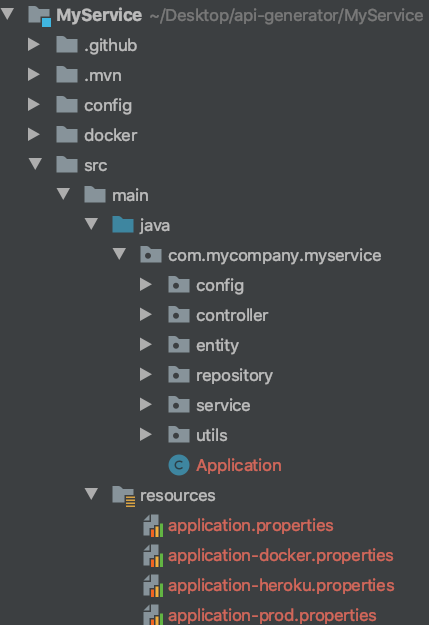 MyService ~/Desktop/api-generator/MyService
.github
.mvn
config
docker
src
main
java
com.mycompany.myservice
config
controller
entity
repository
service
utils
C Application
resources
application.properties
application-docker.properties
application-heroku.properties
application-prod.properties